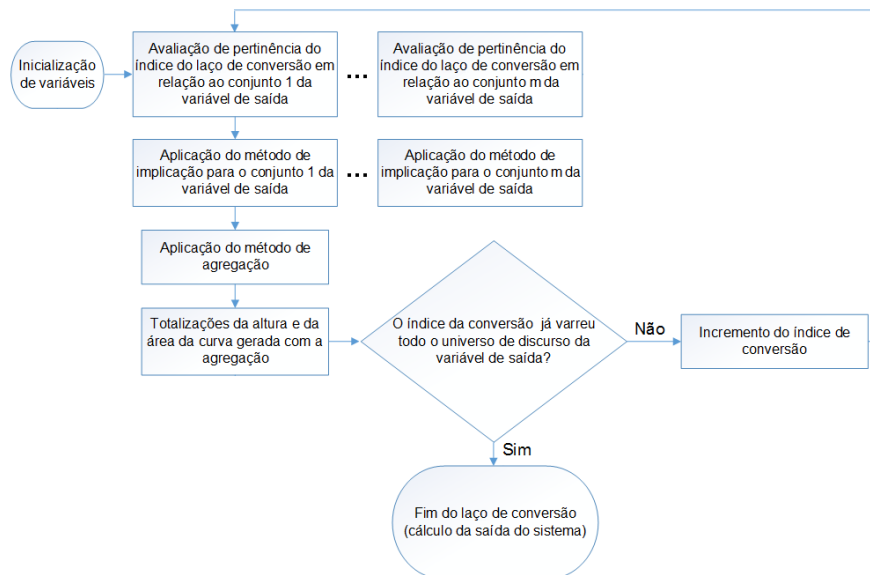 Inicialização
de variáveis
Avaliação de pertinência do
índice do laço de conversão em
relação ao conjunto 1 da
variável de saída
...
Avaliação de pertinência do
índice do laço de conversão em
relação ao conjunto m da
variável de saída
Aplicação do método de
implicação para o conjunto 1 da
variável de saída
...
Aplicação do método de
implicação para o conjunto m da
variável de saída
Aplicação do método de
agregação
Totalizações da altura e da
área da curva gerada com a
agregação
O índice da conversão já varreu
todo o universo de discurso da
variável de saída?
Não
Incremento do índice de
conversão
Sim
Fim do laço de conversão
(cálculo da saída do sistema)